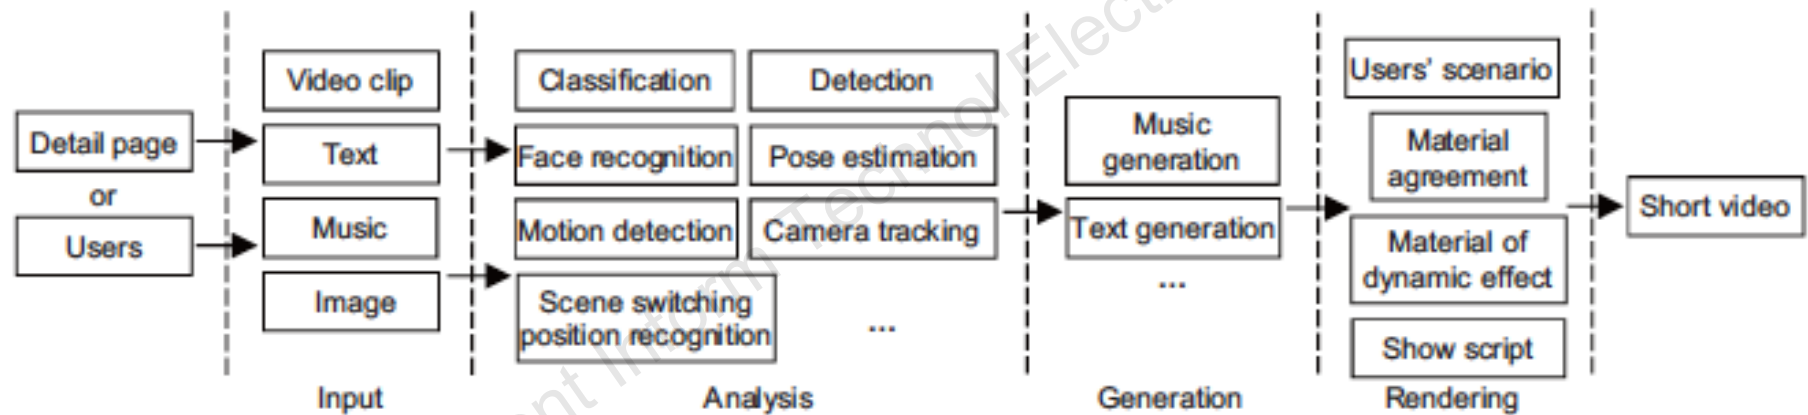 Detail page
or
Users
Video clip
Text
Music
Image
Input
Classification
Detection
Face recognition
Pose estimation
Motion detection
Camera tracking
Scene switching
position recognition
...
Analysis
Music
generation
Text generation
...
Generation
Users' scenario
Material
agreement
Material of
dynamic effect
Show script
Rendering
Short video
Inform Technol